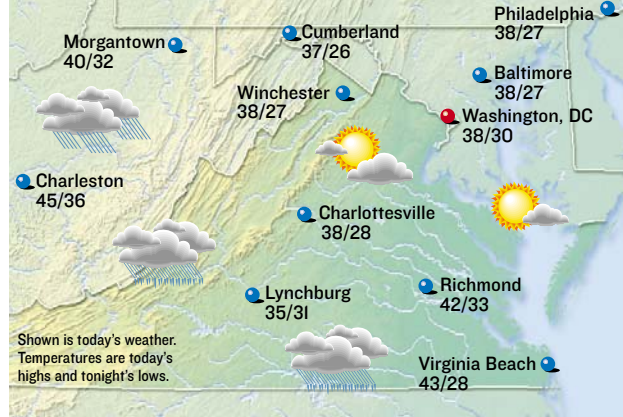 Philadelphia
38/27
Cumberland
37/26
Morgantown
40/32
Baltimore
38/27
Winchester
38/27
Washington, DC
38/30
Charleston
45/36
Charlottesville
38/28
Richmond
42/33
Lynchburg
35/31
Shown is today's weather.
Temperatures are today's
highs and tonight's lows.
Virginia Beach
43/28